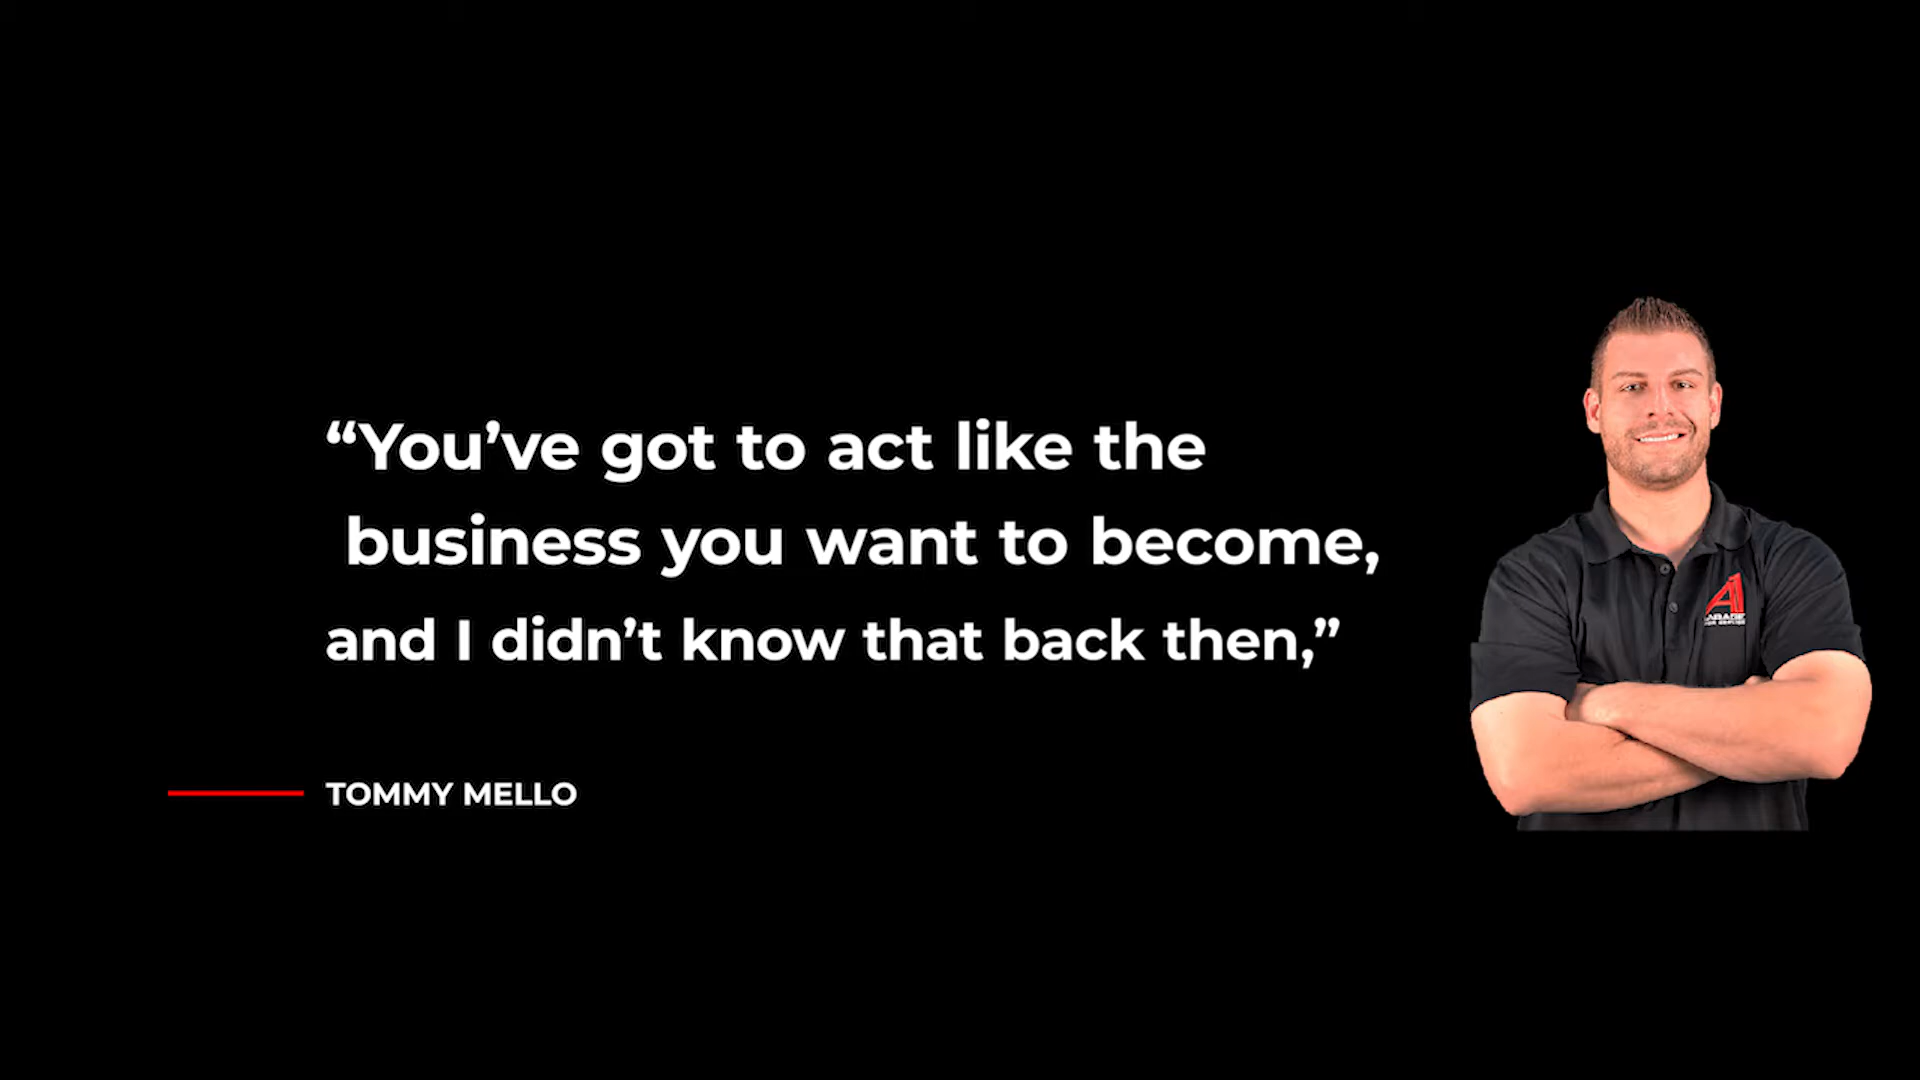 “You’ve got to act like the
business you want to become,
and I didn’t know that back then,”
TOMMY MELLO
A1